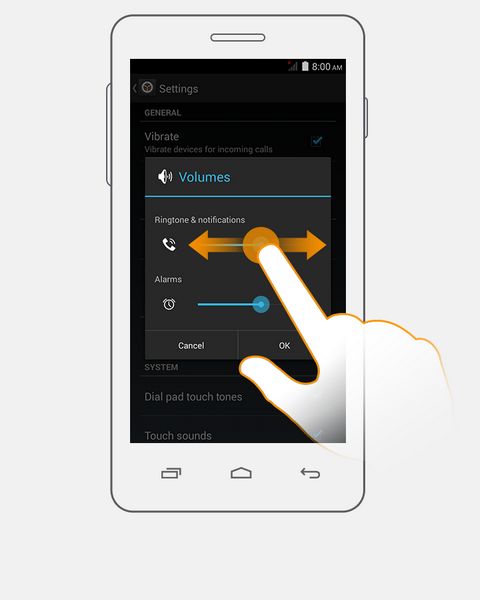 8:00 AM
Settings
GENERAL
Vibrate
Vibrate devices for incoming calls
Volumes
Ringtone & notifications
Alarms
Cancel OK
SYSTEM
Dial pad touch tones
Touch sounds